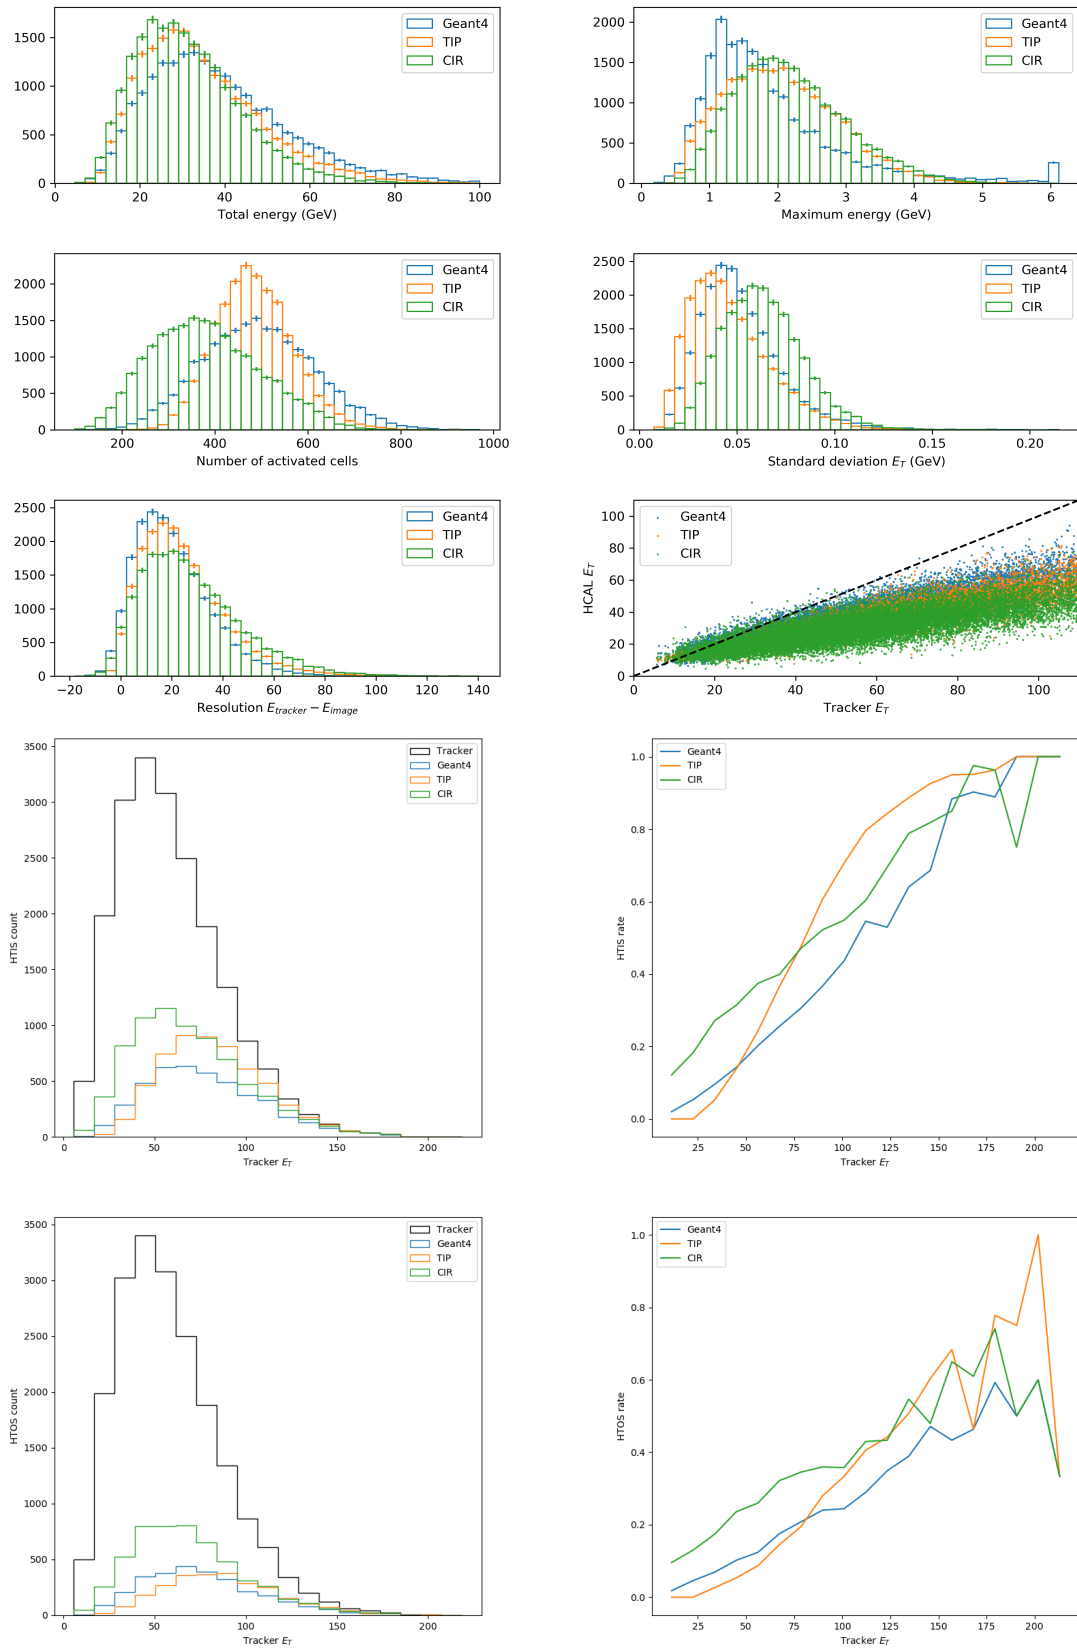 Geant4
TIP
CIR
0
500
1000
1500
0 20 40 60 80 100
Total energy (GeV)
Geant4
TIP
CIR
0
500
1000
1500
2000
0 1 2 3 4 5 6
Maximum energy (GeV)
Geant4
TIP
CIR
0
500
1000
1500
2000
200 400 600 800 1000
Number of activated cells
Geant4
TIP
CIR
0
500
1000
1500
2000
2500
0.00 0.05 0.10 0.15 0.20
Standard deviation E_T (GeV)
Geant4
TIP
CIR
0
500
1000
1500
2000
2500
−20 0 20 40 60 80 100 120 140
Resolution E_tracker − E_image
Geant4
TIP
CIR
HCAL E_T
0
20
40
60
80
100
0 20 40 60 80 100
Tracker E_T
Tracker
Geant4
TIP
CIR
HTIS count
0
500
1000
1500
2000
2500
3000
3500
0 50 100 150 200
Tracker E_T
Geant4
TIP
CIR
HTIS rate
0.0
0.2
0.4
0.6
0.8
1.0
25 50 75 100 125 150 175 200
Tracker E_T
Tracker
Geant4
TIP
CIR
HTOS count
0
500
1000
1500
2000
2500
3000
3500
0 50 100 150 200
Tracker E_T
Geant4
TIP
CIR
HTOS rate
0.0
0.2
0.4
0.6
0.8
1.0
25 50 75 100 125 150 175 200
Tracker E_T